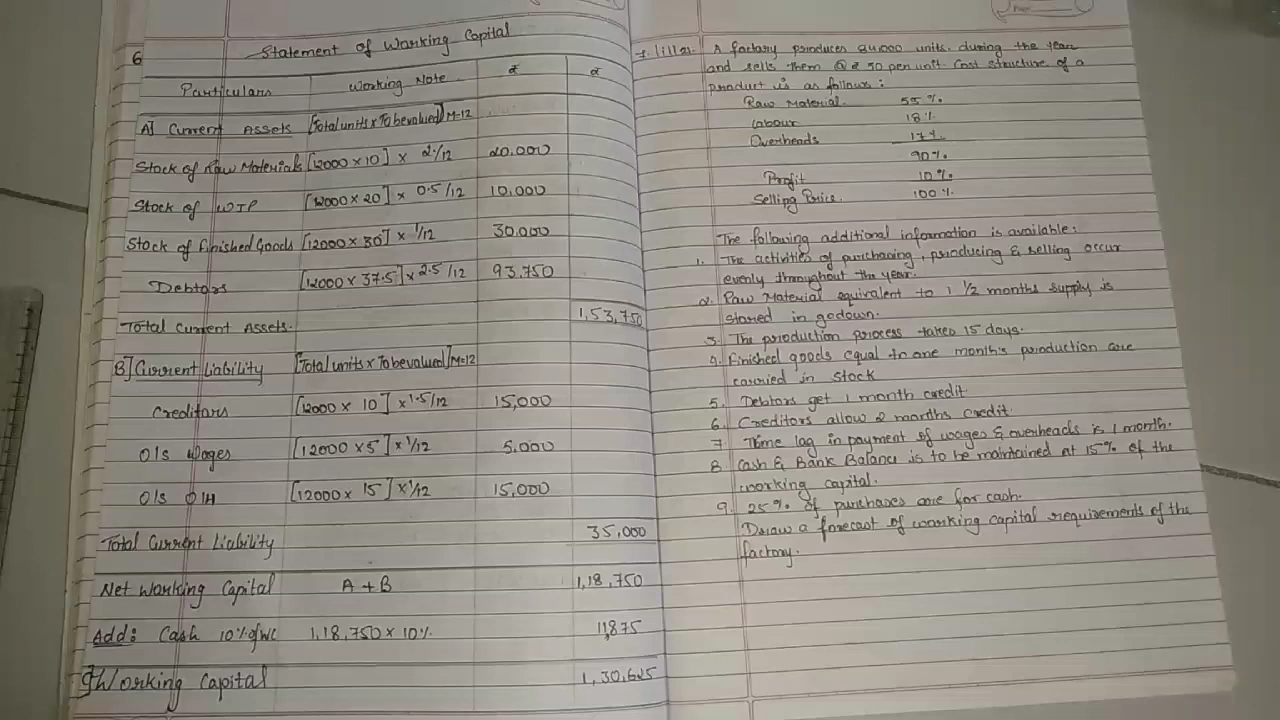 6
Statement of Working Capital
Particulars Working Note ₹ ₹
A] Current Assets [Total units x To be valued] M=12
Stock of Raw Materials [12000 x 10] x 2/12 20,000
Stock of WIP [12000 x 20] x 0.5/12 10,000
Stock of Finished Goods [12000 x 30] x 1/12 30,000
Debtors [12000 x 37.5] x 2.5/12 93,750
Total Current Assets. 1,53,750
B] Current Liability [Total units x To be valued] M=12
Creditors [12000 x 10] x 1.5/12 15,000
O/s Wages [12000 x 5] x 1/12 5,000
O/s OH [12000 x 15] x 1/12 15,000
Total Current Liability 35,000
Net Working Capital A + B 1,18,750
Add: Cash 10% of WC 1,18,750 x 10% 11,875
Working Capital 1,30,625
Page
A factory produces 84000 units during the year
and sells them @ ₹ 50 per unit. Cost structure of a
product is as follows:
Raw Material. 55%
Labour 18%
Overheads 17%
90%
Profit 10%
Selling Price. 100%
The following additional information is available:
1. The activities of purchasing, producing & selling occur
evenly throughout the year.
2. Raw Material equivalent to 1 1/2 months supply is
stored in godown.
3. The production process takes 15 days.
4. Finished goods equal to one month's production are
carried in stock
5. Debtors get 1 month credit.
6. Creditors allow 2 months credit.
7. Time lag in payment of wages & overheads is 1 month.
8. Cash & Bank Balance is to be maintained at 15% of the
working capital.
9. 25% of purchases are for cash.
Draw a forecast of working capital requirements of the
factory.